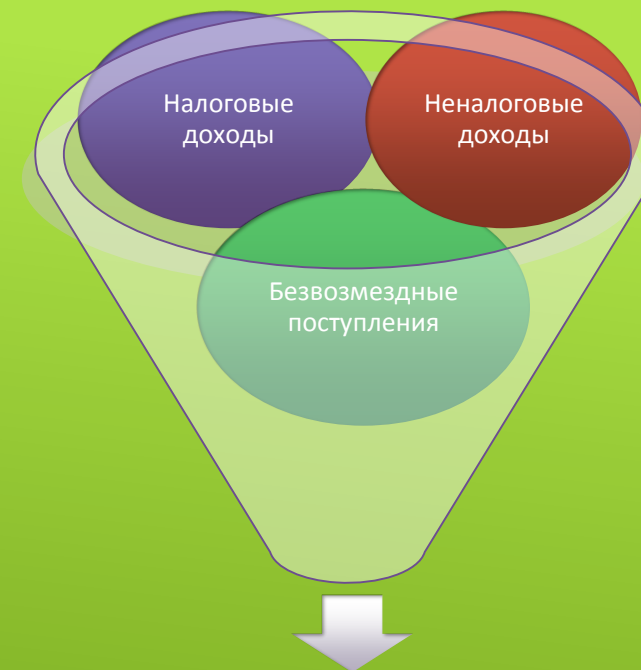 Налоговые
доходы
Неналоговые
доходы
Безвозмездные
поступления